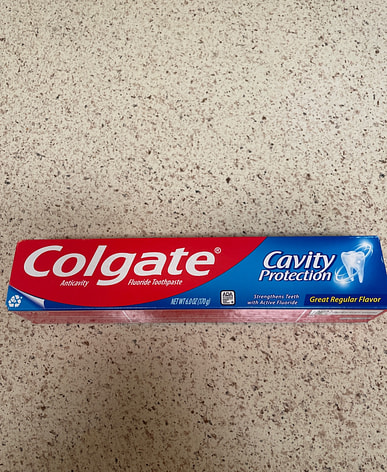 Colgate®
Anticavity Fluoride Toothpaste
NET WT 6.0 OZ (170 g)
ADA
Cavity
Protection
Strengthens Teeth
with Active Fluoride
Great Regular Flavor